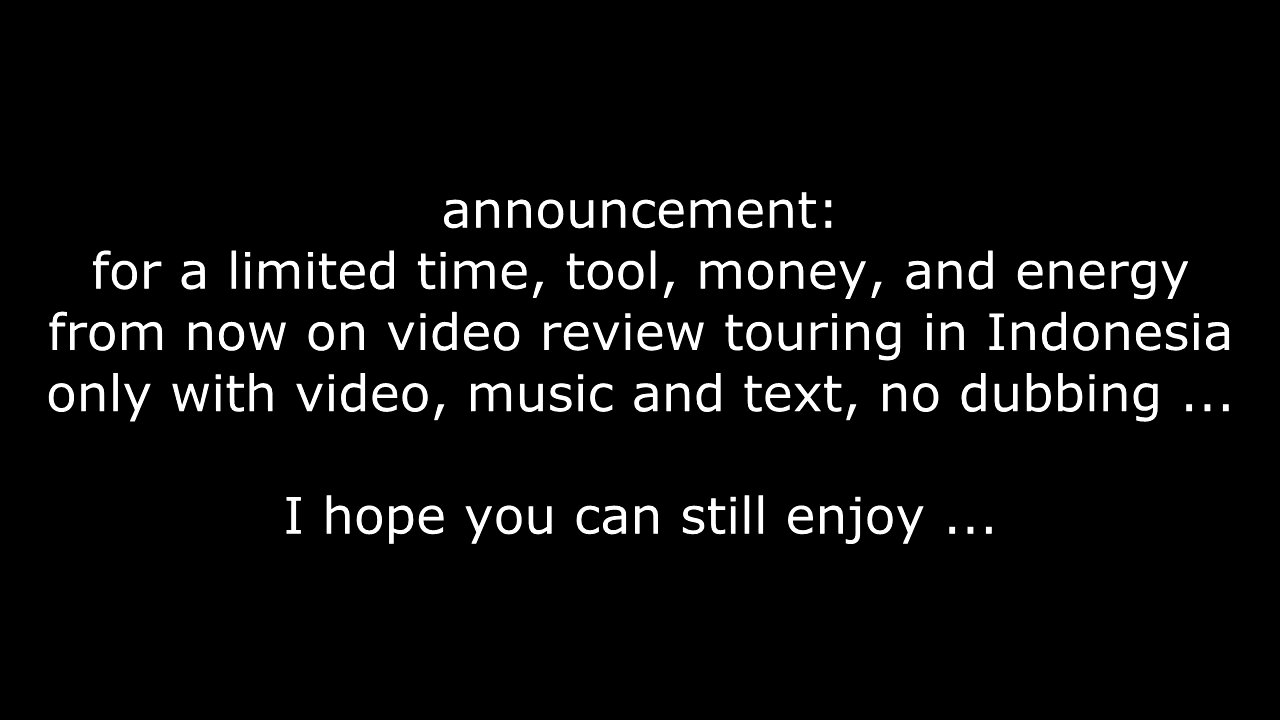 announcement:
for a limited time, tool, money, and energy
from now on video review touring in Indonesia
only with video, music and text, no dubbing ...
I hope you can still enjoy ...